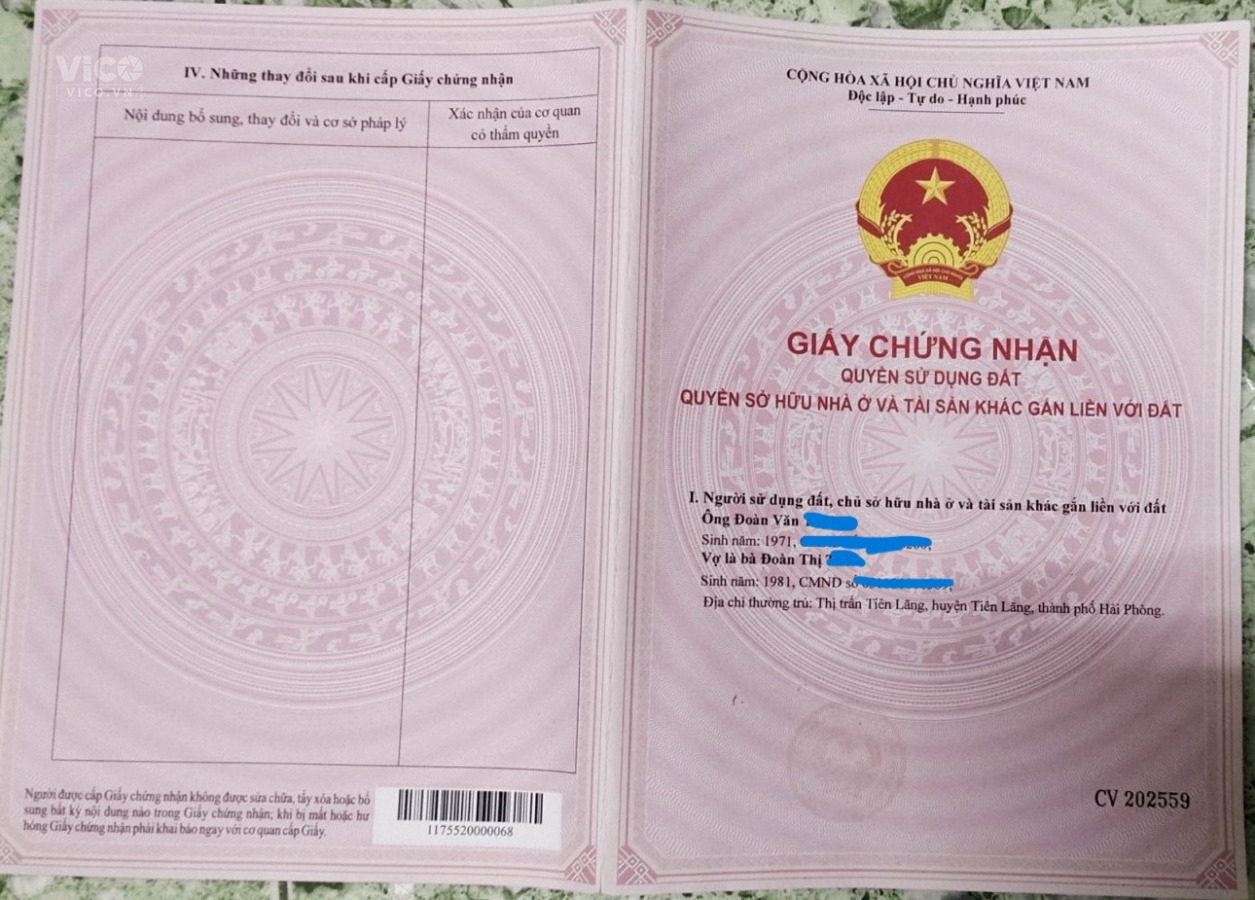 ViCO
VICO.VN
IV. Những thay đổi sau khi cấp Giấy chứng nhận
Nội dung bổ sung, thay đổi và cơ sở pháp lý
Xác nhận của cơ quan
có thẩm quyền
Người được cấp Giấy chứng nhận không được sửa chữa, tẩy xóa hoặc bổ
sung bất kỳ nội dung nào trong Giấy chứng nhận; khi bị mất hoặc hư
hỏng Giấy chứng nhận phải khai báo ngay với cơ quan cấp Giấy.
1175520000068
CỘNG HÒA XÃ HỘI CHỦ NGHĨA VIỆT NAM
Độc lập - Tự do - Hạnh phúc
CỘNG HÒA XÃ HỘI CHỦ NGHĨA
VIỆT NAM
GIẤY CHỨNG NHẬN
QUYỀN SỬ DỤNG ĐẤT
QUYỀN SỞ HỮU NHÀ Ở VÀ TÀI SẢN KHÁC GẮN LIỀN VỚI ĐẤT
I. Người sử dụng đất, chủ sở hữu nhà ở và tài sản khác gắn liền với đất
Ông Đoàn Văn
Sinh năm: 1971,
Vợ là bà Đoàn Thị
Sinh năm: 1981, CMND số
Địa chỉ thường trú: Thị trấn Tiên Lãng, huyện Tiên Lãng, thành phố Hải Phòng.
CV 202559